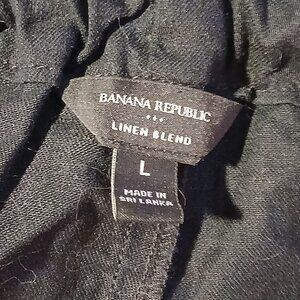 BANANA REPUBLIC
LINEN BLEND
L
MADE IN
SRI LANKA